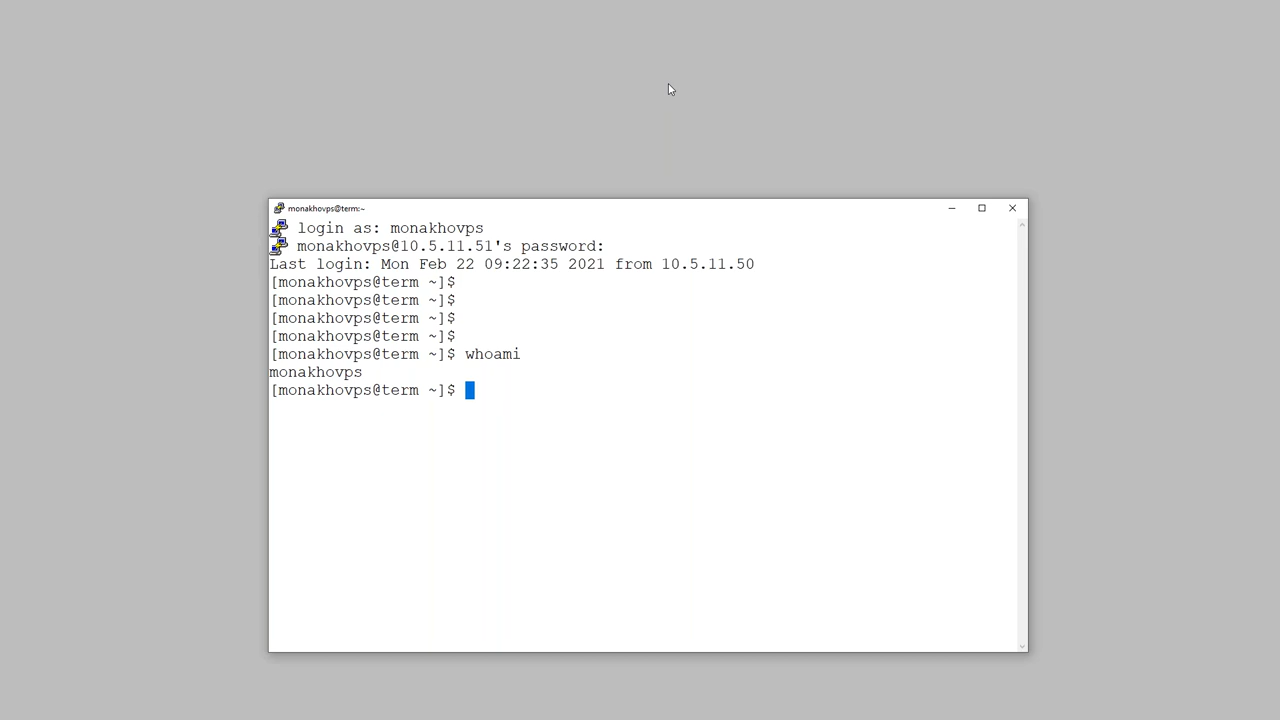 monakhovps@term:~
login as: monakhovps
monakhovps@10.5.11.51's password:
Last login: Mon Feb 22 09:22:35 2021 from 10.5.11.50
[monakhovps@term ~]$
[monakhovps@term ~]$
[monakhovps@term ~]$
[monakhovps@term ~]$
[monakhovps@term ~]$ whoami
monakhovps
[monakhovps@term ~]$